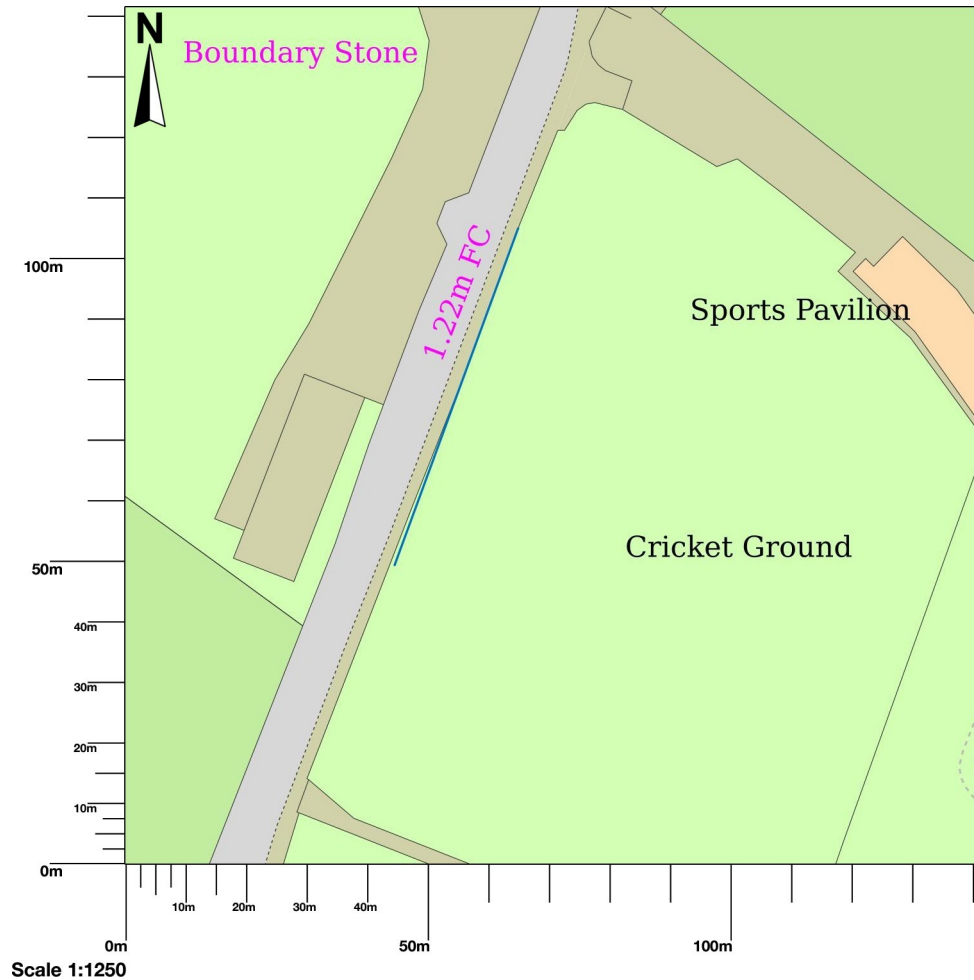 N
Boundary Stone
1.22m FC
100m
Sports Pavilion
Cricket Ground
50m
40m
30m
20m
10m
0m
10m 20m 30m 40m
0m 50m 100m
Scale 1:1250